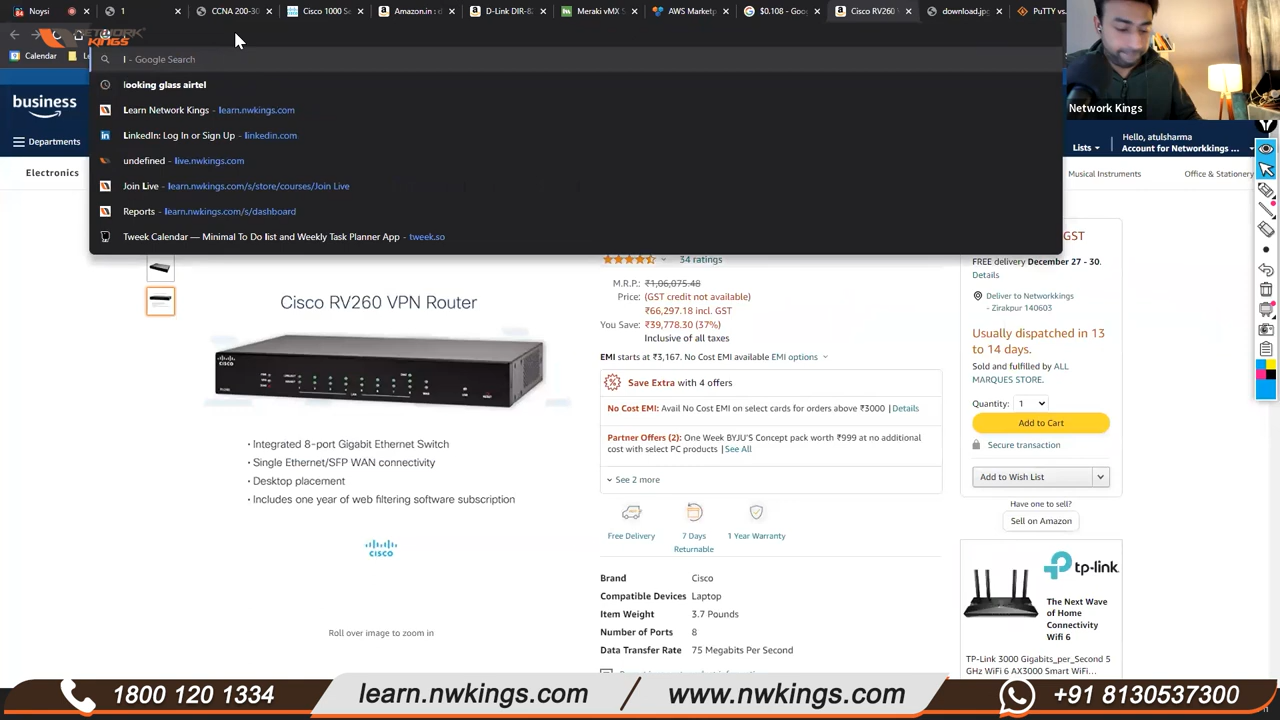 Noysi
CCNA 200-30
Cisco 1000 Se
Amazon.in : d
D-Link DIR-82
Meraki vMX S
AWS Marketp
$0.108 - Goog
Cisco RV260 \
download.jpg
PuTTY vs.
NETWORK
KINGS
Calendar
l - Google Search
looking glass airtel
Learn Network Kings - learn.nwkings.com
LinkedIn: Log In or Sign Up - linkedin.com
undefined - live.nwkings.com
Join Live - learn.nwkings.com/s/store/courses/Join Live
Reports - learn.nwkings.com/s/dashboard
Tweek Calendar — Minimal To Do list and Weekly Task Planner App - tweek.so
Network Kings
business
Departments
Lists
Hello, atulsharma
Account for Networkkings ...
Electronics
Musical Instruments
Office & Stationery
34 ratings
M.R.P.: ₹1,06,075.48
Price: (GST credit not available)
₹66,297.18 incl. GST
You Save: ₹39,778.30 (37%)
Inclusive of all taxes
EMI starts at ₹3,167. No Cost EMI available EMI options
Save Extra with 4 offers
No Cost EMI: Avail No Cost EMI on select cards for orders above ₹3000 | Details
Partner Offers (2): One Week BYJU'S Concept pack worth ₹999 at no additional
cost with select PC products | See All
See 2 more
Free Delivery
7 Days
Returnable
1 Year Warranty
Brand Cisco
Compatible Devices Laptop
Item Weight 3.7 Pounds
Number of Ports 8
Data Transfer Rate 75 Megabits Per Second
Cisco RV260 VPN Router
CISCO
• Integrated 8-port Gigabit Ethernet Switch
• Single Ethernet/SFP WAN connectivity
• Desktop placement
• Includes one year of web filtering software subscription
CISCO
Roll over image to zoom in
GST
FREE delivery December 27 - 30.
Details
Deliver to Networkkings
- Zirakpur 140603
Usually dispatched in 13
to 14 days.
Sold and fulfilled by ALL
MARQUES STORE.
Quantity: 1
Add to Cart
Secure transaction
Add to Wish List
Have one to sell?
Sell on Amazon
tp-link
The Next Wave
of Home
Connectivity
Wifi 6
TP-Link 3000 Gigabits_per_Second 5
GHz WiFi 6 AX3000 Smart WiFi...
1800 120 1334
learn.nwkings.com / www.nwkings.com
+91 8130537300